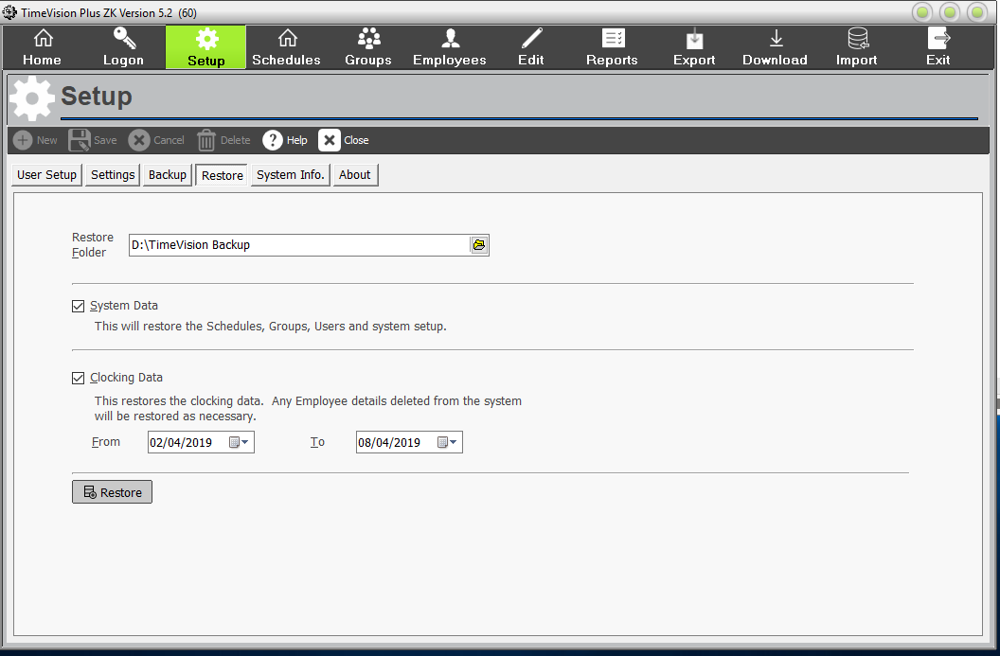 TimeVision Plus ZK Version 5.2 (60)
Home Logon Setup Schedules Groups Employees Edit Reports Export Download Import Exit
Setup
New Save Cancel Delete ? Help Close
User Setup Settings Backup Restore System Info. About
Restore
Folder
D:\TimeVision Backup
System Data
This will restore the Schedules, Groups, Users and system setup.
Clocking Data
This restores the clocking data. Any Employee details deleted from the system
will be restored as necessary.
From 02/04/2019 To 08/04/2019
Restore